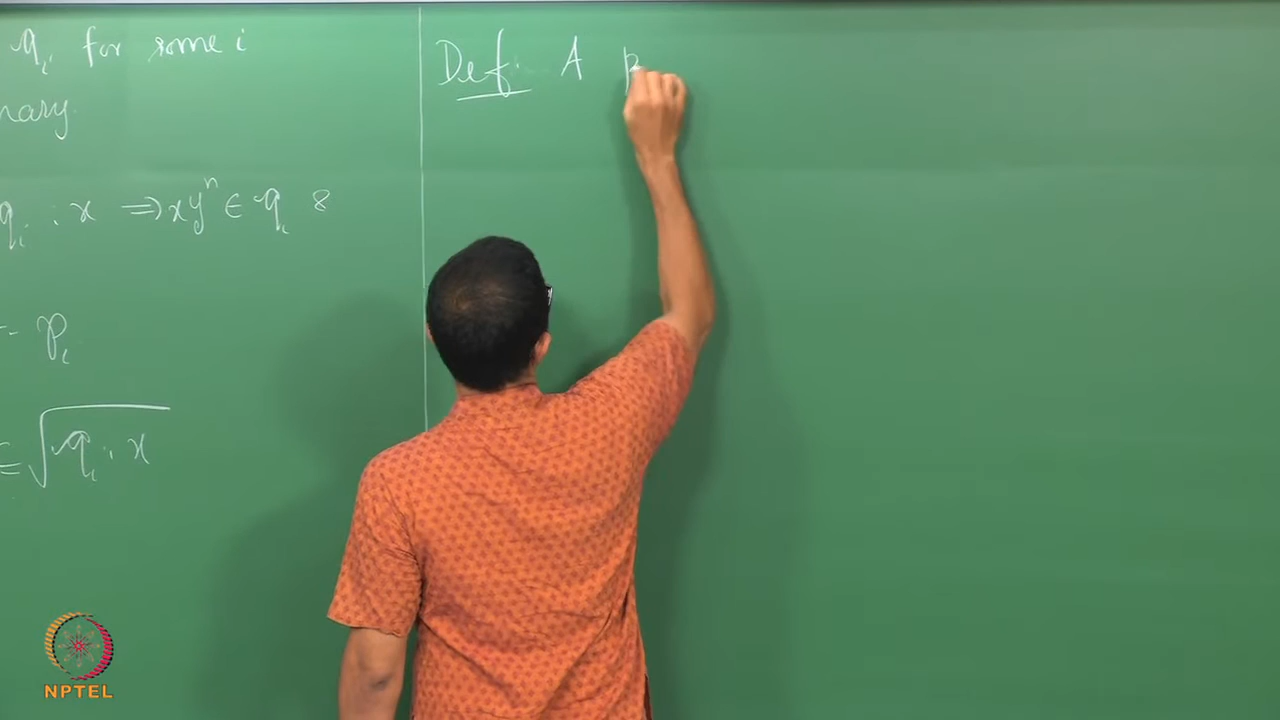 q_i for some i
nary.
q_i : x ⇒ xy^n ∈ q_i &
p_i
= √(q_i : x)
Def: A p
NPTEL